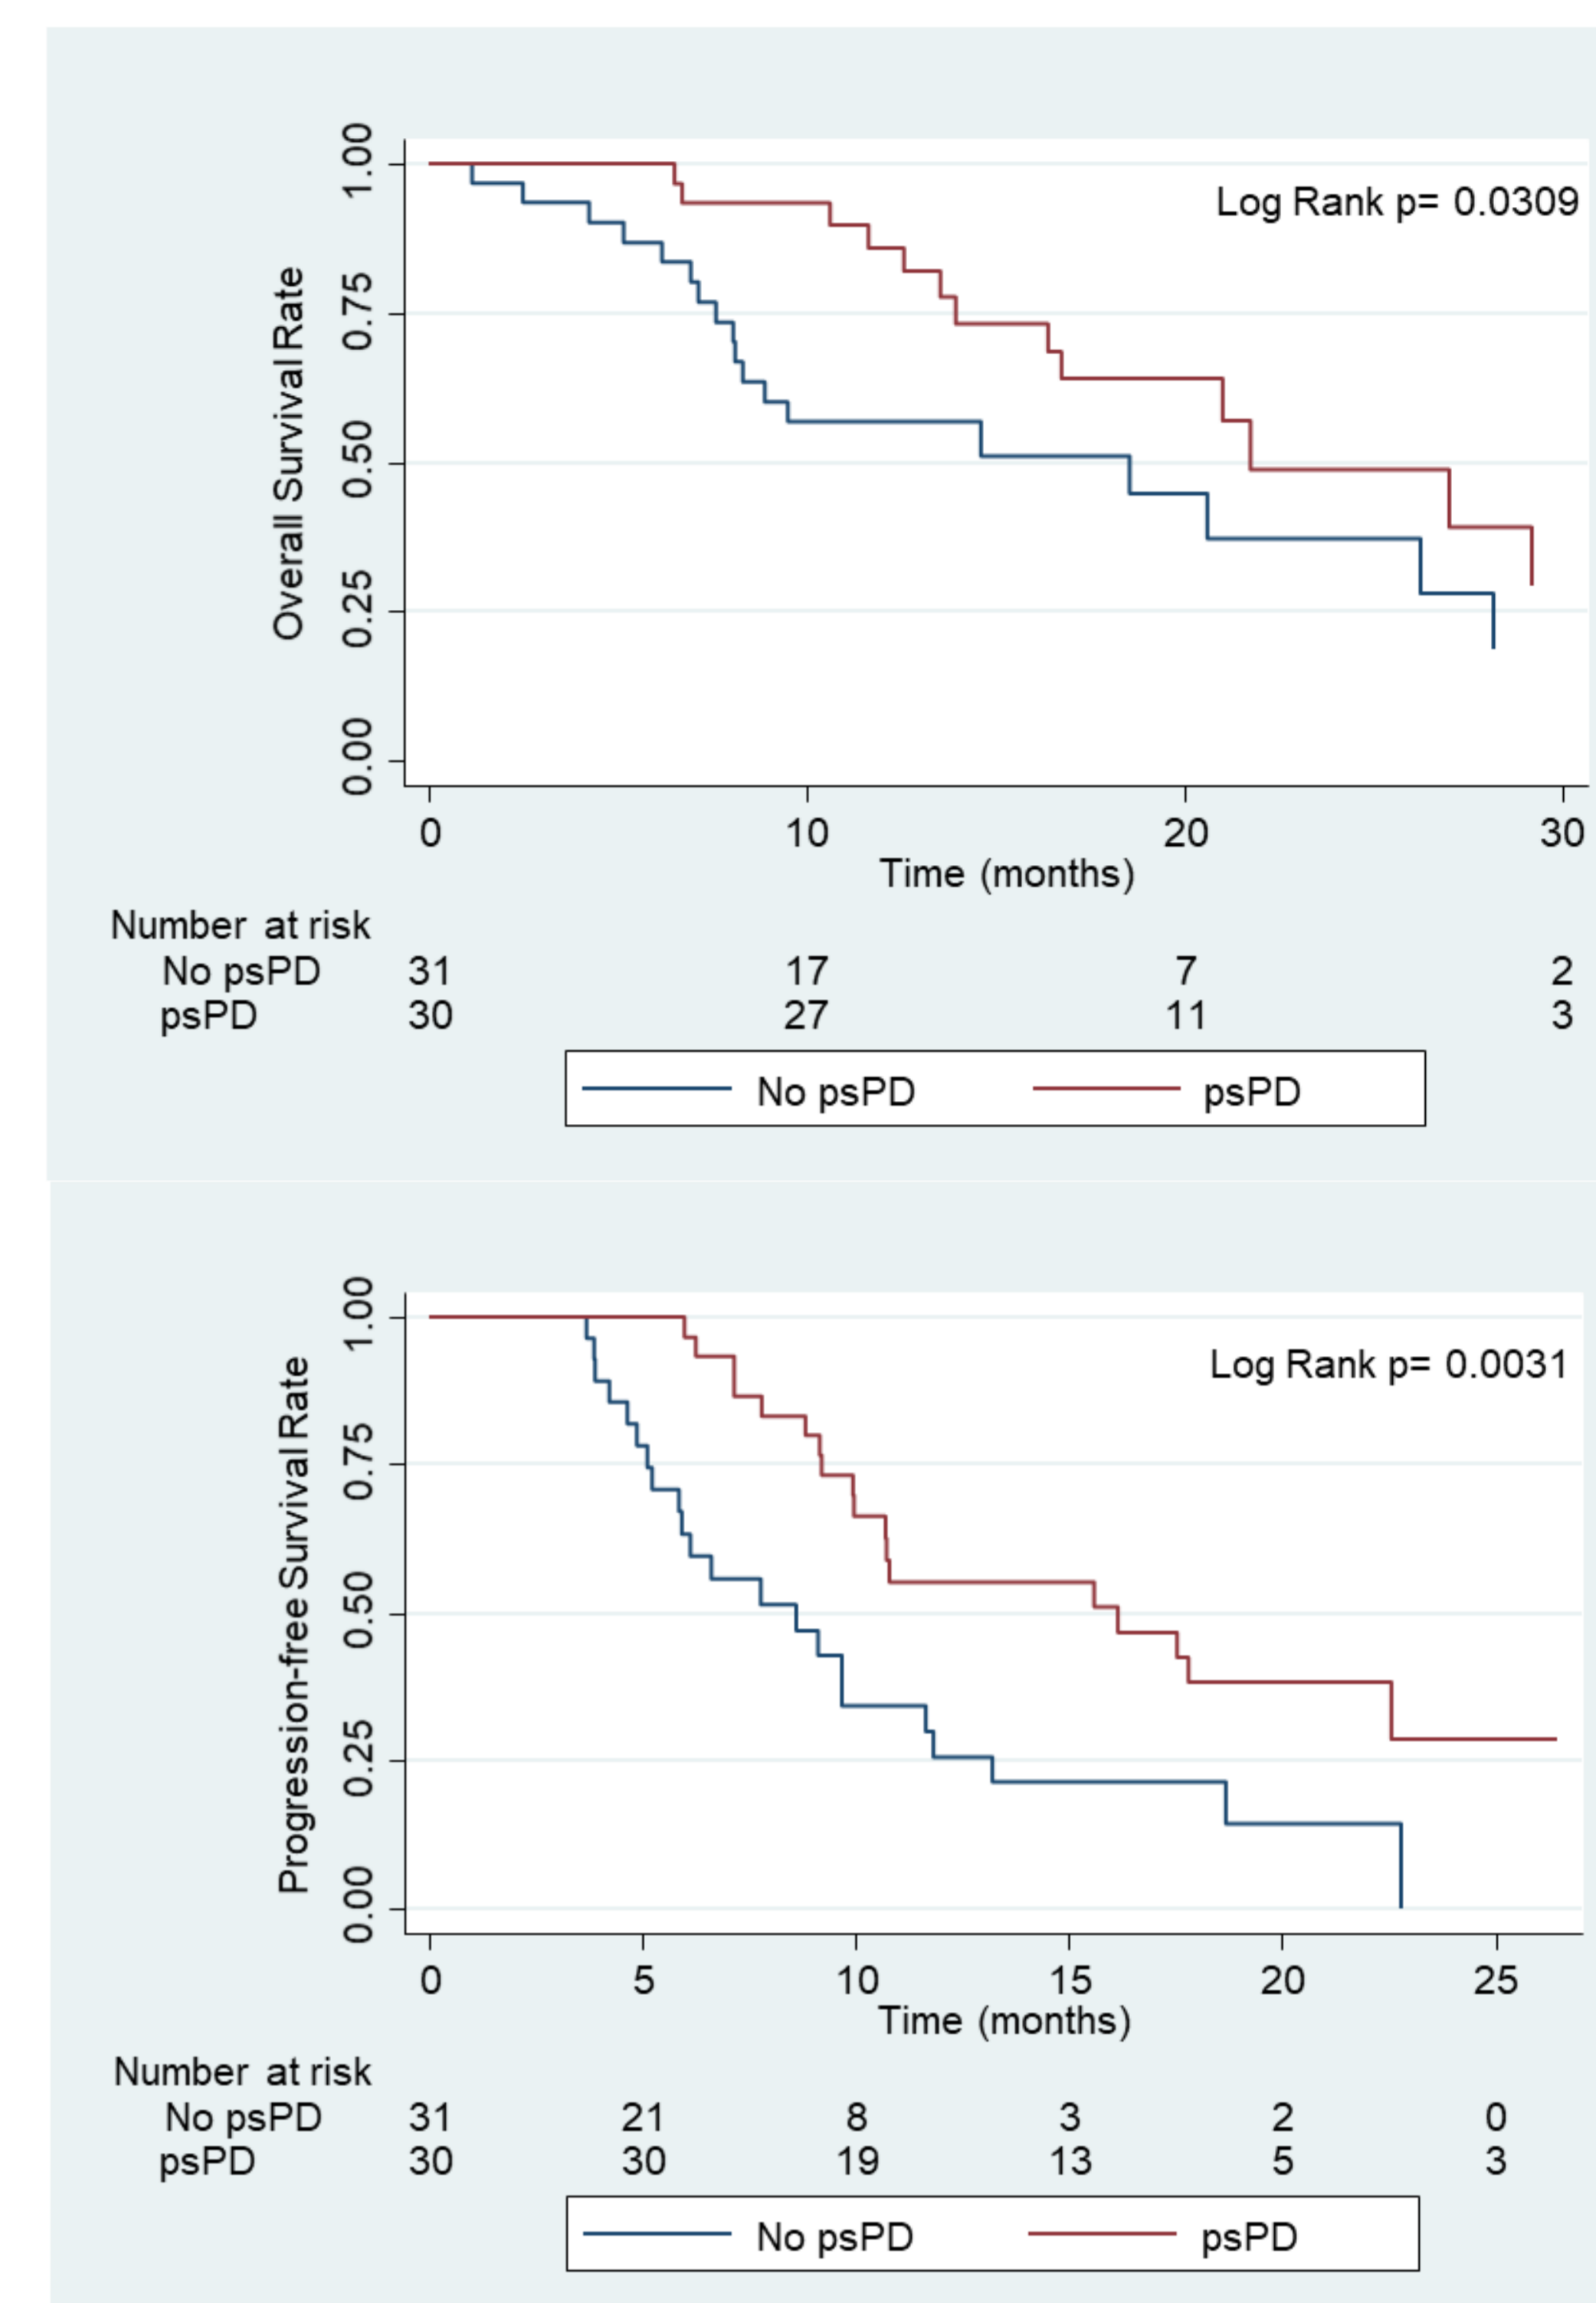 Overall Survival Rate
1.00
0.75
0.50
0.25
0.00
Log Rank p= 0.0309
0 10 20 30
Time (months)
Number at risk
No psPD 31 17 7 2
psPD 30 27 11 3
No psPD psPD
Progression-free Survival Rate
1.00
0.75
0.50
0.25
0.00
Log Rank p= 0.0031
0 5 10 15 20 25
Time (months)
Number at risk
No psPD 31 21 8 3 2 0
psPD 30 30 19 13 5 3
No psPD psPD